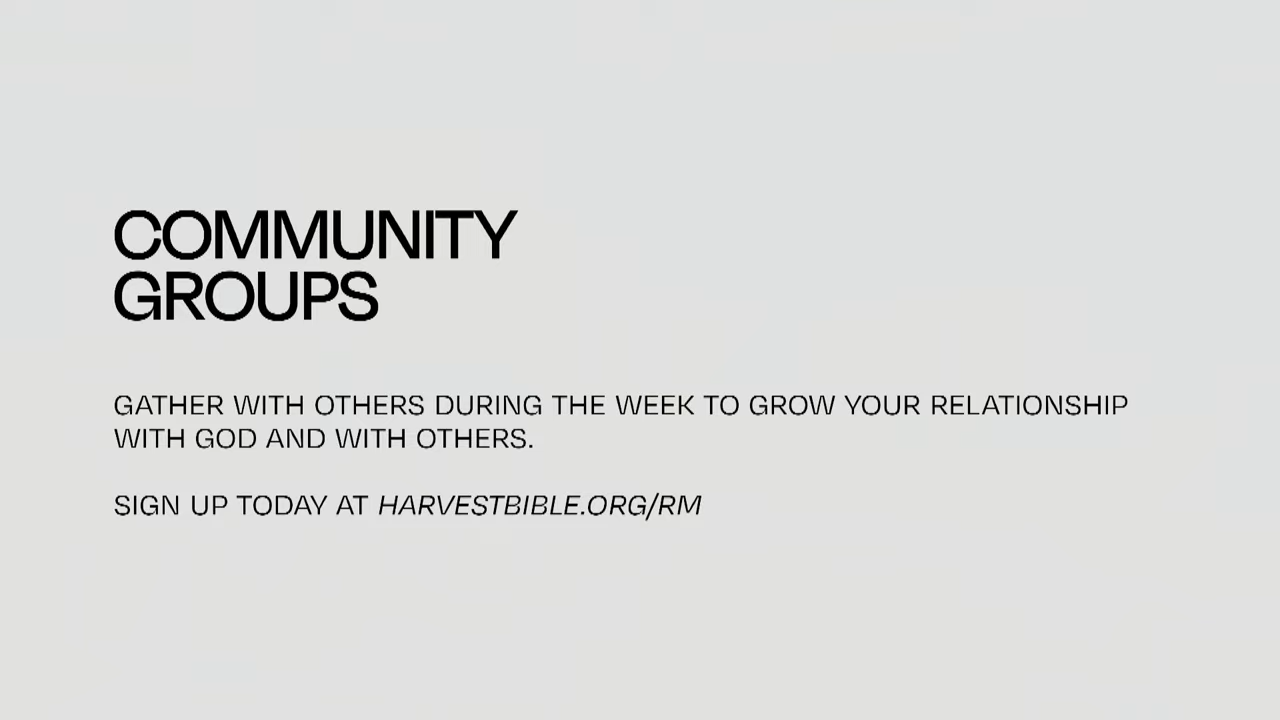 COMMUNITY
GROUPS
GATHER WITH OTHERS DURING THE WEEK TO GROW YOUR RELATIONSHIP
WITH GOD AND WITH OTHERS.
SIGN UP TODAY AT HARVESTBIBLE.ORG/RM